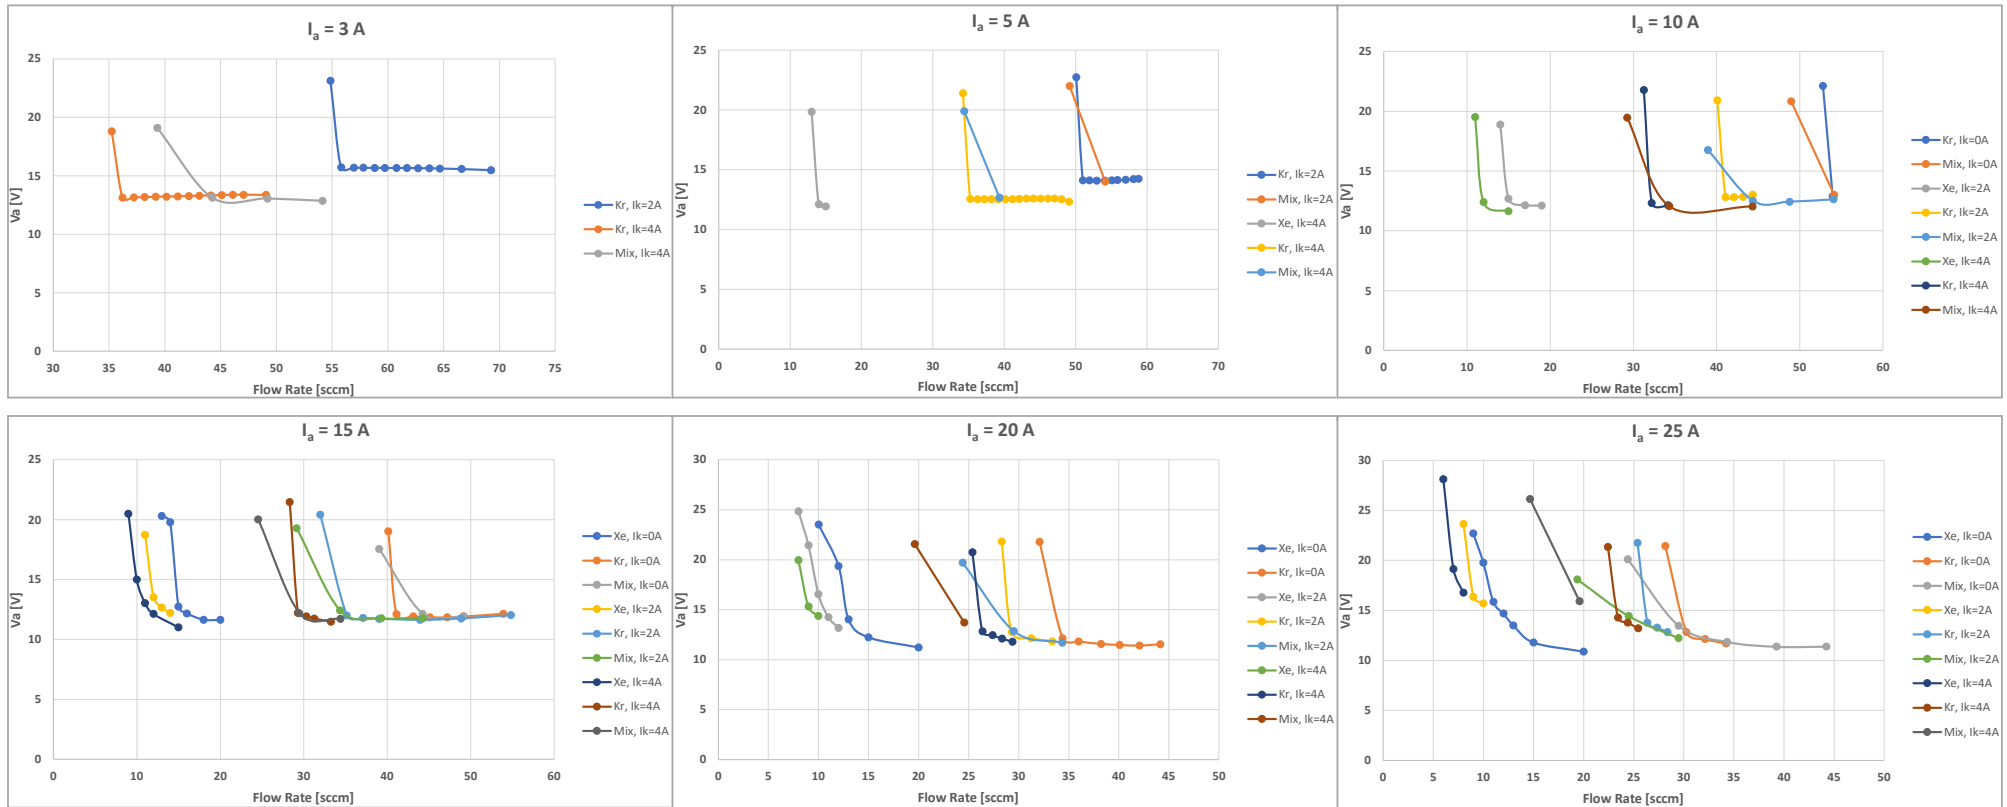 I_a = 3 A
25
20
15
10
5
0
Va [V]
30 35 40 45 50 55 60 65 70 75
Flow Rate [sccm]
Kr, Ik=2A
Kr, Ik=4A
Mix, Ik=4A
I_a = 5 A
25
20
15
10
5
0
Va [V]
0 10 20 30 40 50 60 70
Flow Rate [sccm]
Kr, Ik=2A
Mix, Ik=2A
Xe, Ik=4A
Kr, Ik=4A
Mix, Ik=4A
I_a = 10 A
25
20
15
10
5
0
Va [V]
0 10 20 30 40 50 60
Flow Rate [sccm]
Kr, Ik=0A
Mix, Ik=0A
Xe, Ik=2A
Kr, Ik=2A
Mix, Ik=2A
Xe, Ik=4A
Kr, Ik=4A
Mix, Ik=4A
I_a = 15 A
25
20
15
10
5
0
Va [V]
0 10 20 30 40 50 60
Flow Rate [sccm]
Xe, Ik=0A
Kr, Ik=0A
Mix, Ik=0A
Xe, Ik=2A
Kr, Ik=2A
Mix, Ik=2A
Xe, Ik=4A
Kr, Ik=4A
Mix, Ik=4A
I_a = 20 A
30
25
20
15
10
5
0
Va [V]
0 5 10 15 20 25 30 35 40 45 50
Flow Rate [sccm]
Xe, Ik=0A
Kr, Ik=0A
Xe, Ik=2A
Kr, Ik=2A
Mix, Ik=2A
Xe, Ik=4A
Kr, Ik=4A
Mix, Ik=4A
I_a = 25 A
30
25
20
15
10
5
0
Va [V]
0 5 10 15 20 25 30 35 40 45 50
Flow Rate [sccm]
Xe, Ik=0A
Kr, Ik=0A
Mix, Ik=0A
Xe, Ik=2A
Kr, Ik=2A
Mix, Ik=2A
Xe, Ik=4A
Kr, Ik=4A
Mix, Ik=4A